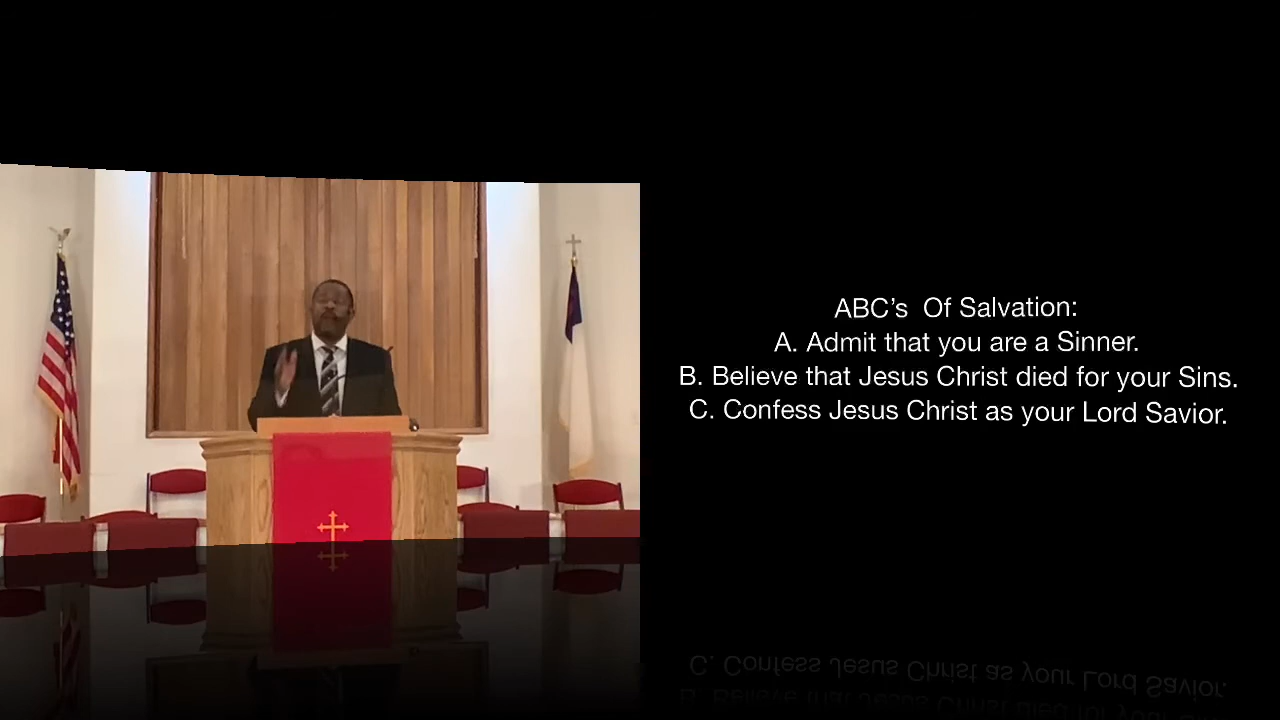 ABC's  Of Salvation:
A. Admit that you are a Sinner.
B. Believe that Jesus Christ died for your Sins.
C. Confess Jesus Christ as your Lord Savior.